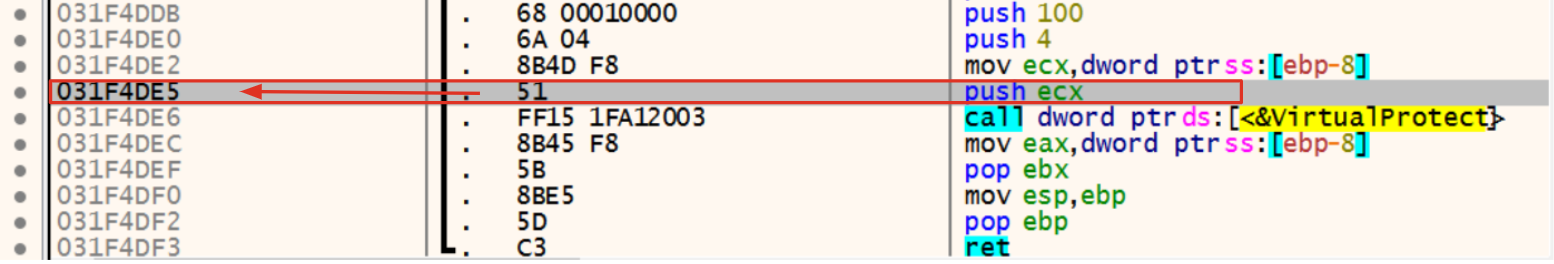 031F4DDB . 68 00010000 push 100
031F4DE0 . 6A 04 push 4
031F4DE2 . 8B4D F8 mov ecx,dword ptr ss:[ebp-8]
031F4DE5 . 51 push ecx
031F4DE6 . FF15 1FA12003 call dword ptr ds:[<&VirtualProtect>]
031F4DEC . 8B45 F8 mov eax,dword ptr ss:[ebp-8]
031F4DEF . 5B pop ebx
031F4DF0 . 8BE5 mov esp,ebp
031F4DF2 . 5D pop ebp
031F4DF3 . C3 ret